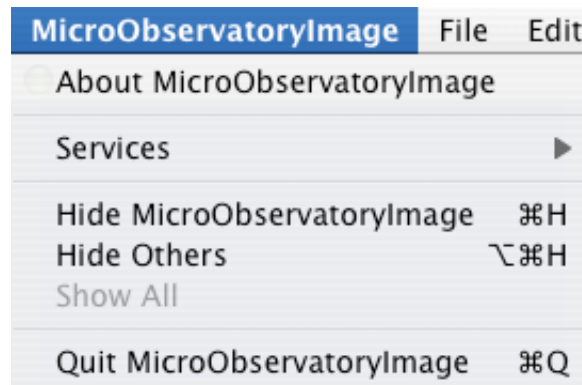 MicroObservatoryImage File Edit
About MicroObservatoryImage
Services
Hide MicroObservatoryImage ⌘H
Hide Others ⌥⌘H
Show All
Quit MicroObservatoryImage ⌘Q